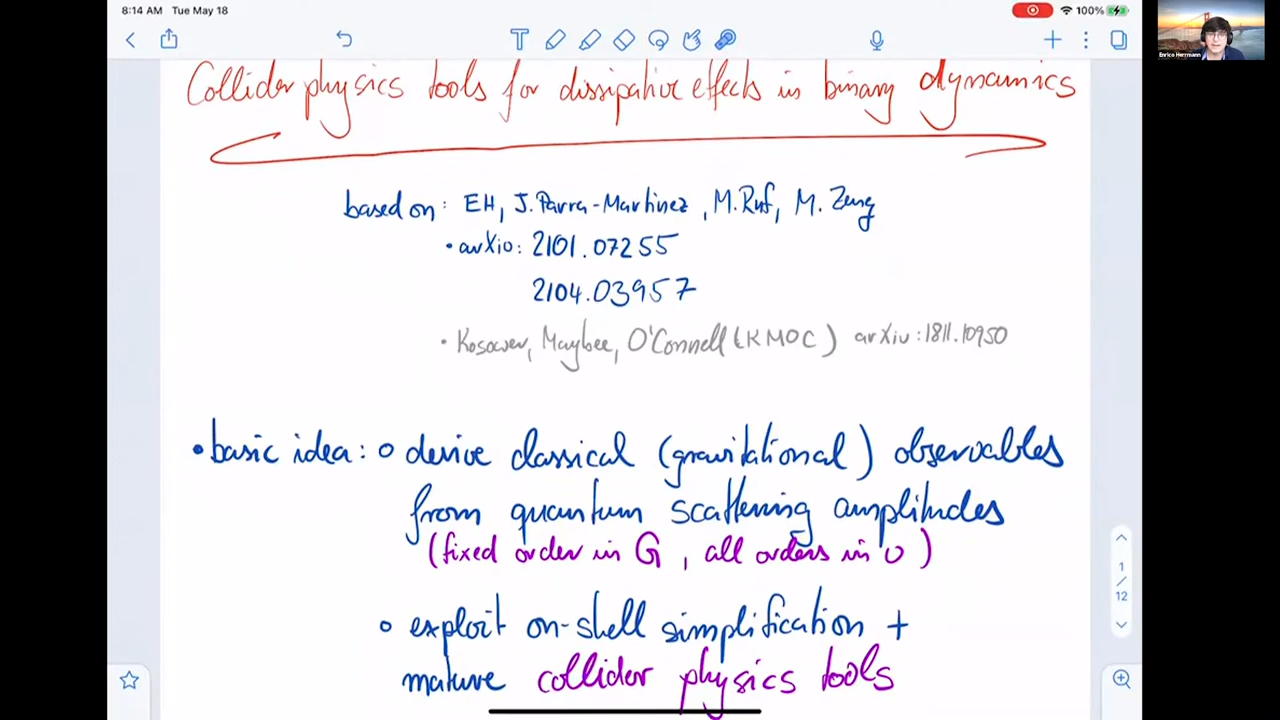 8:14 AM Tue May 18
100%
Enrico Herrmann
Collider physics tools for dissipative effects in binary dynamics
based on: EH, J. Parra-Martinez, M. Ruf, M. Zeng
• arXiv: 2101.07255
2104.03957
• Kosower, Maybee, O'Connell (KMOC) arXiv:1811.10950
• basic idea: o derive classical (gravitational) observables
from quantum scattering amplitudes
(fixed order in G, all orders in v)
o exploit on-shell simplification +
mature collider physics tools
1
/
12